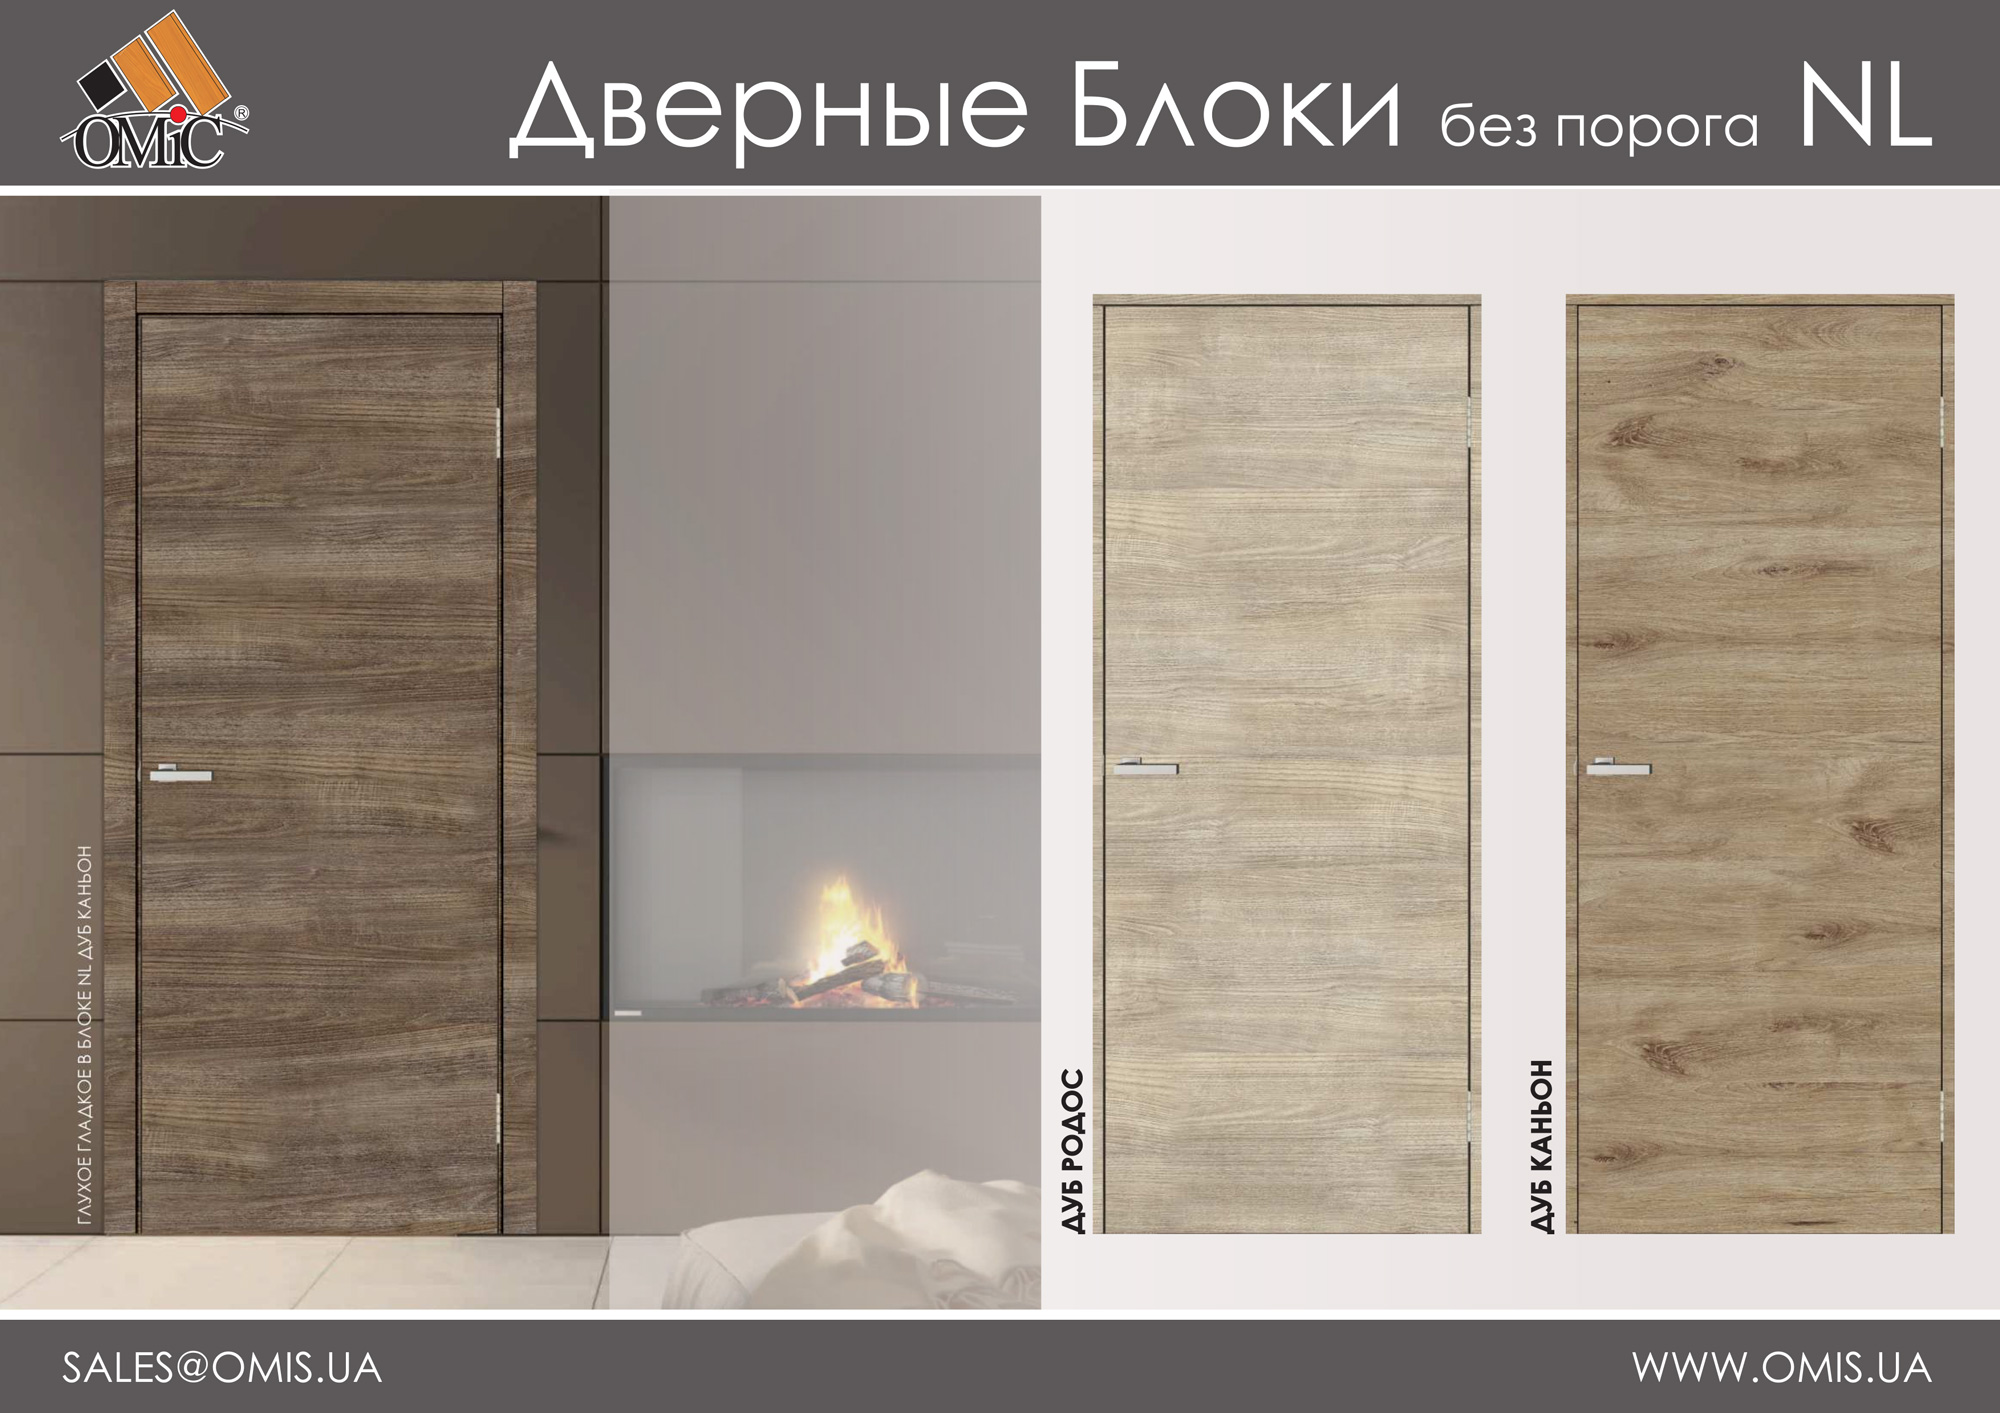 ОМiС®
Дверные Блоки без порога NL
ГЛУХОЕ ГЛАДКОЕ В БЛОКЕ NL ДУБ КАНЬОН
ДУБ РОДОС
ДУБ КАНЬОН
SALES@OMIS.UA
WWW.OMIS.UA